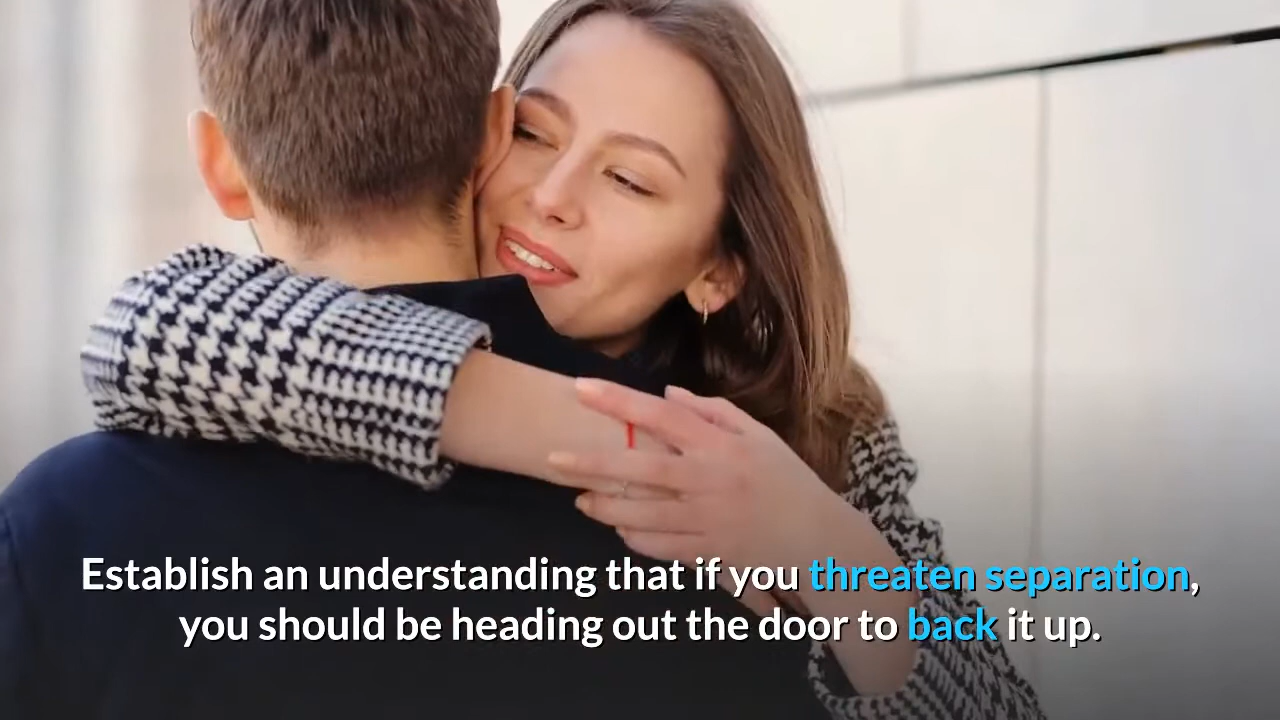 Establish an understanding that if you threaten separation,
you should be heading out the door to back it up.